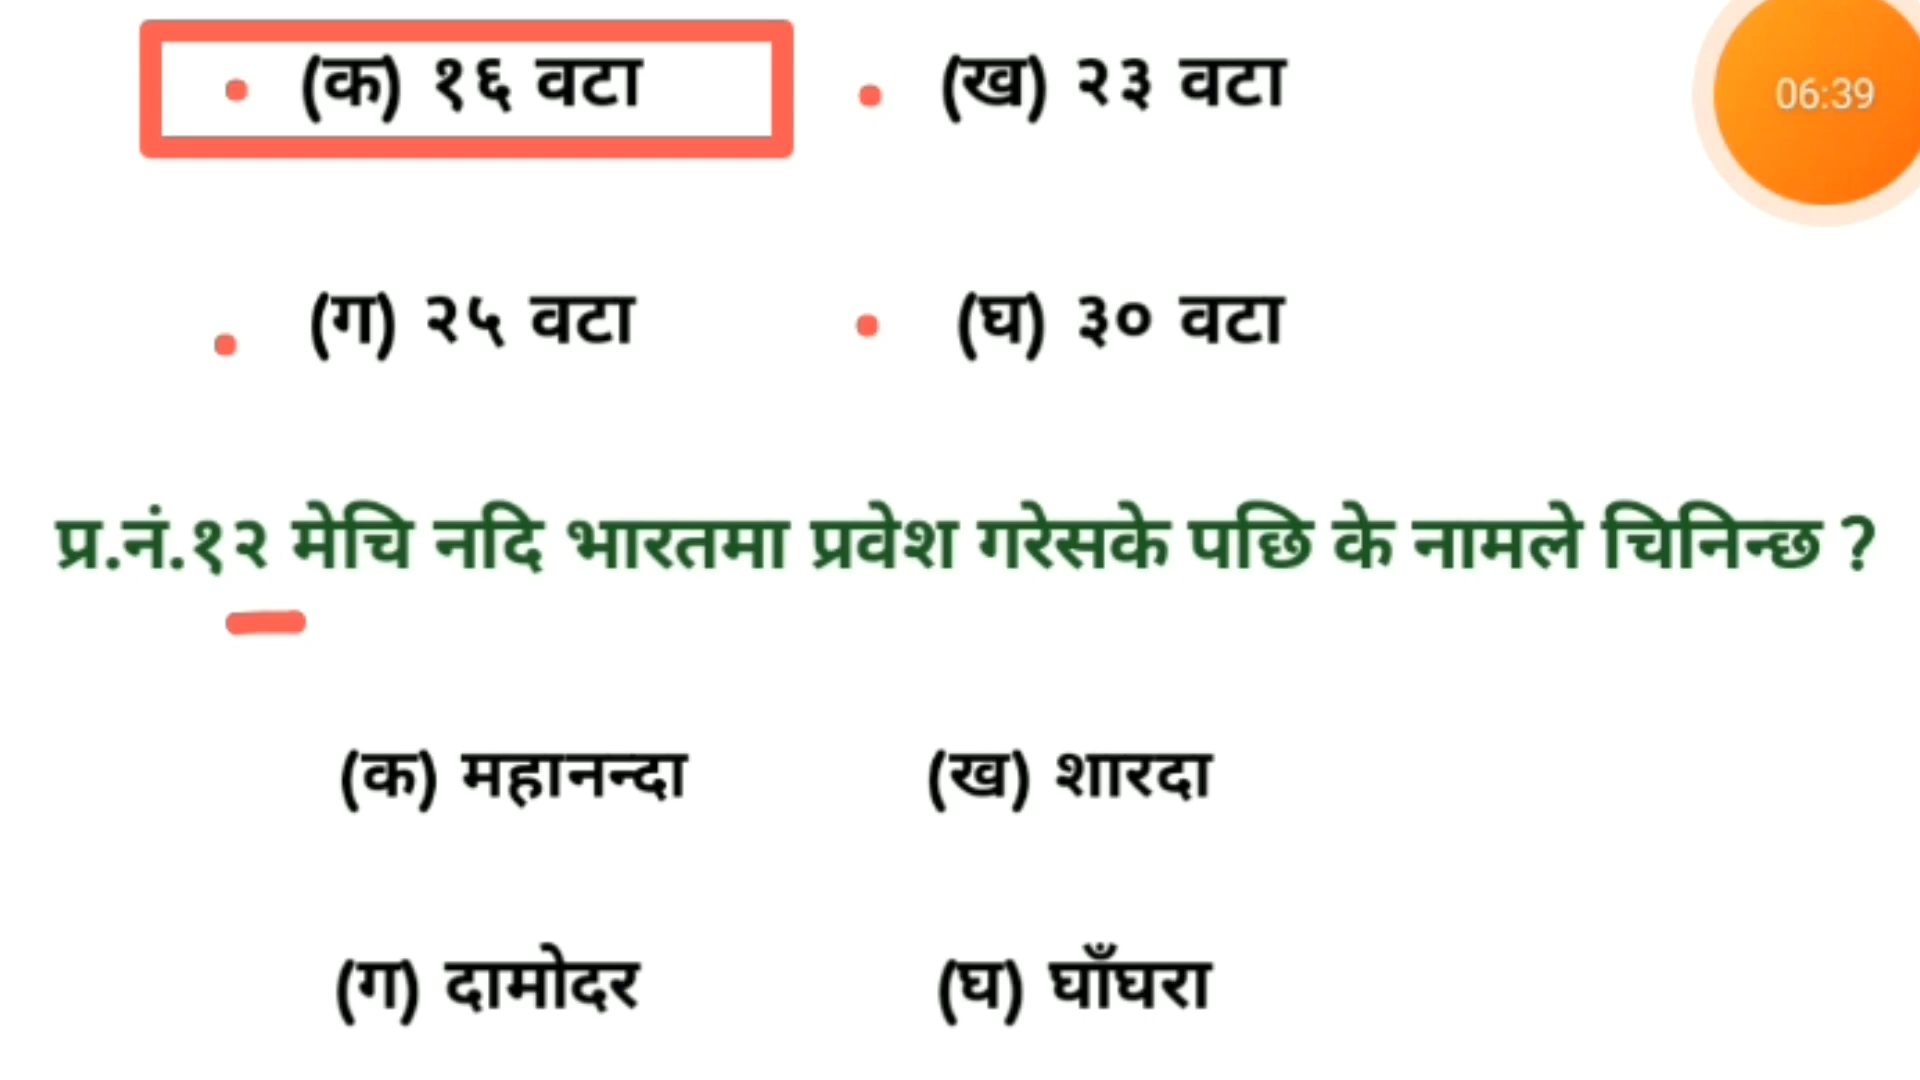 (क) १६ वटा (ख) २३ वटा
06:39
(ग) २५ वटा (घ) ३० वटा
प्र.नं.१२ मेचि नदि भारतमा प्रवेश गरेसके पछि के नामले चिनिन्छ ?
(क) महानन्दा (ख) शारदा
(ग) दामोदर (घ) घाँघरा